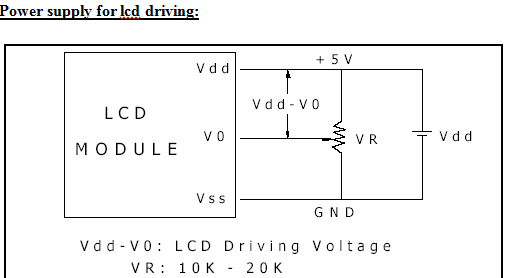 Power supply for lcd driving:
+ 5 V
Vdd
Vdd-V0
LCD
MODULE
V0
VR
Vdd
Vss
GND
Vdd-V0: LCD Driving Voltage
VR: 10K - 20K